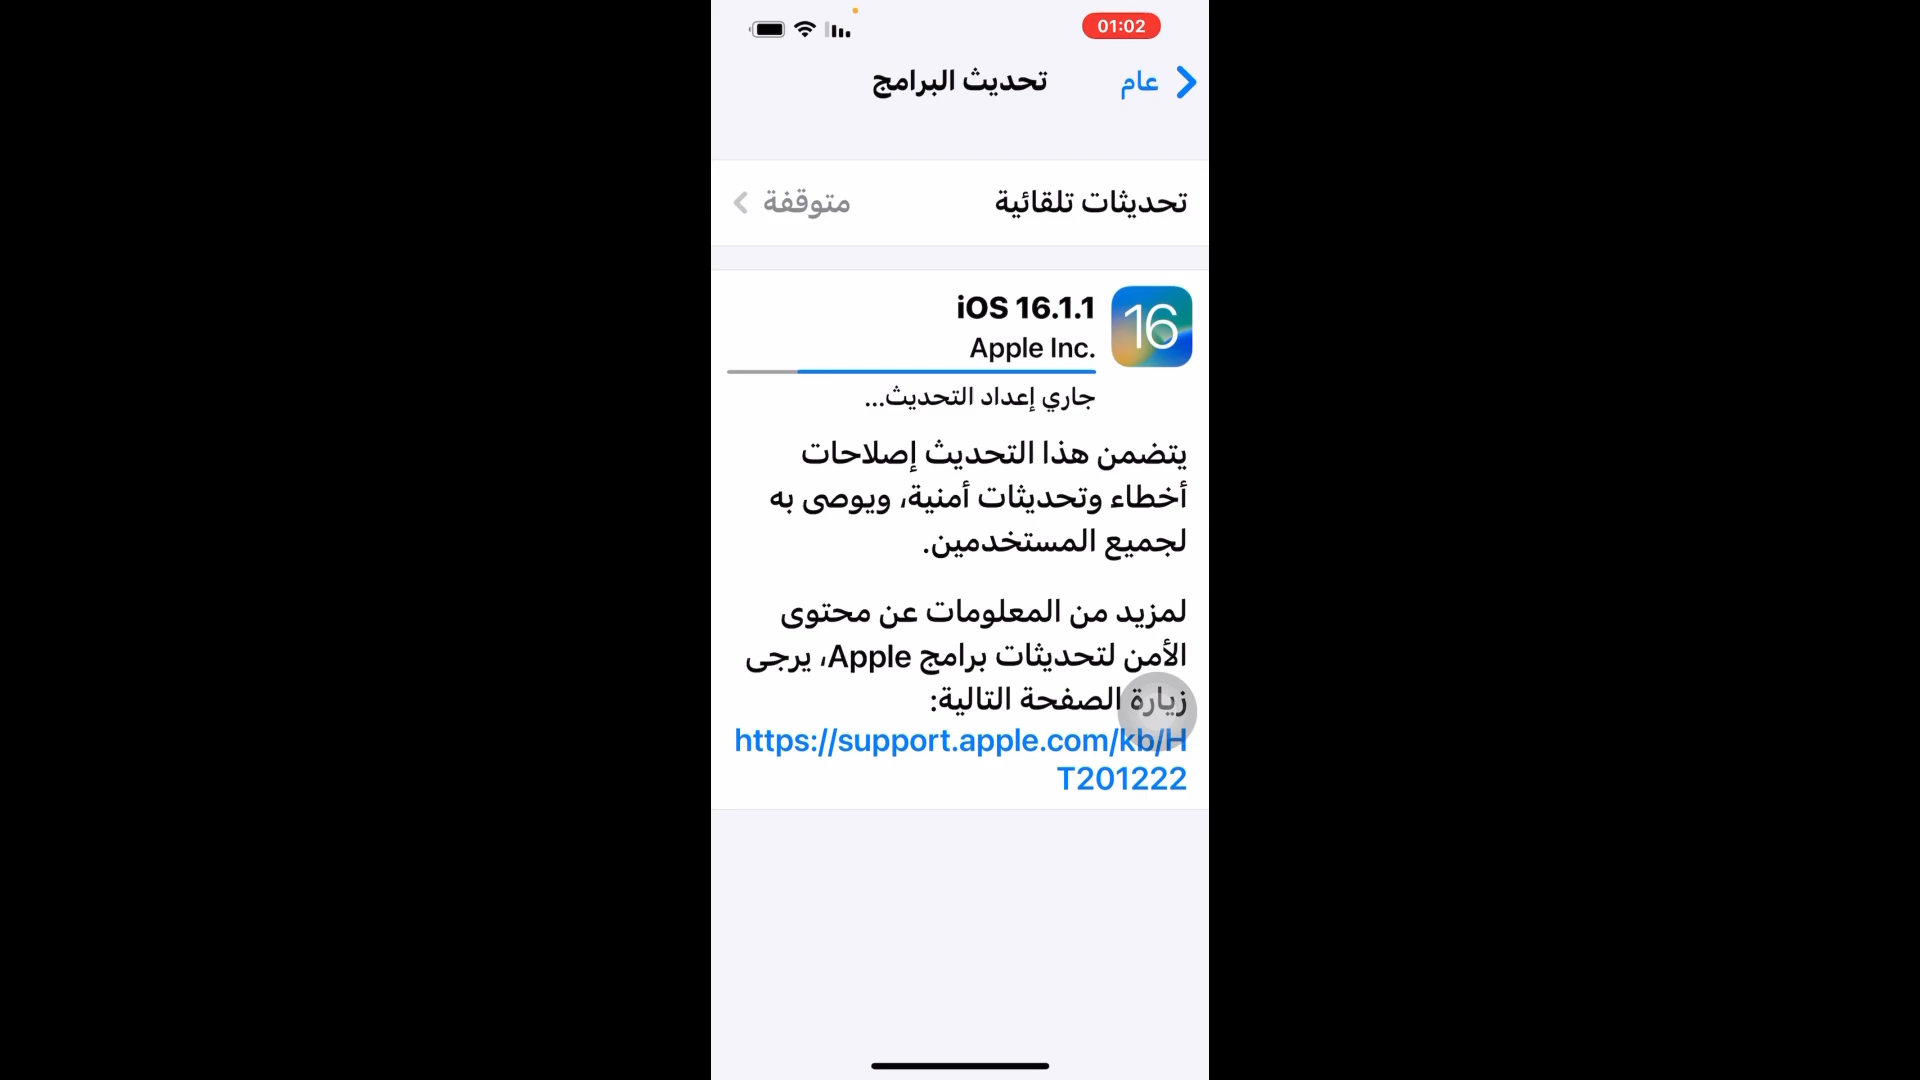 01:02
عام
تحديث البرامج
تحديثات تلقائية
متوقفة
16
iOS 16.1.1
Apple Inc.
جاري إعداد التحديث...
يتضمن هذا التحديث إصلاحات
أخطاء وتحديثات أمنية، ويوصى به
لجميع المستخدمين.
لمزيد من المعلومات عن محتوى
الأمن لتحديثات برامج Apple، يرجى
زيارة الصفحة التالية:
https://support.apple.com/kb/H
T201222